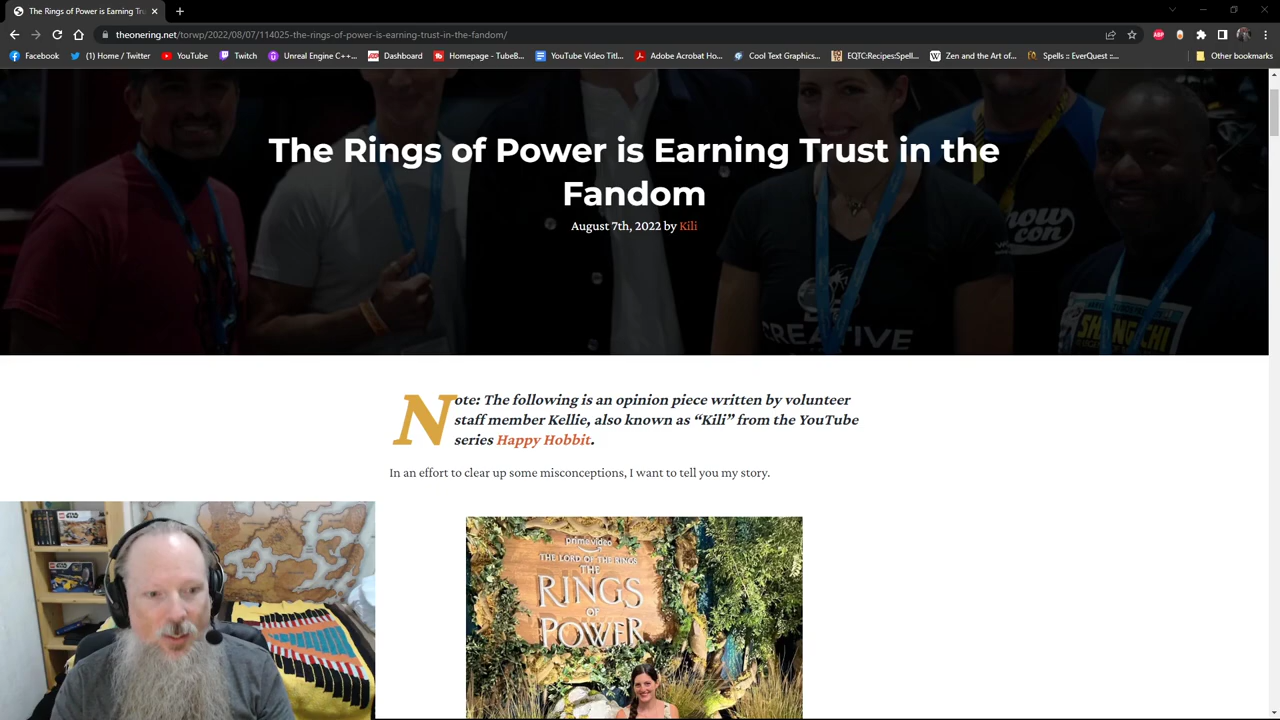 The Rings of Power is Earning Tru
theonering.net/torwp/2022/08/07/114025-the-rings-of-power-is-earning-trust-in-the-fandom/
Facebook
(1) Home / Twitter
YouTube
Twitch
Unreal Engine C++...
Dashboard
Homepage - TubeB...
YouTube Video Titl...
Adobe Acrobat Ho...
Cool Text Graphics...
EQTC:Recipes:Spell...
Zen and the Art of...
Spells :: EverQuest ::...
Other bookmarks
ABP
The Rings of Power is Earning Trust in the
Fandom
August 7th, 2022 by Kili
CREATIVE
SHANG CHI
Note: The following is an opinion piece written by volunteer
staff member Kellie, also known as “Kili” from the YouTube
series Happy Hobbit.
In an effort to clear up some misconceptions, I want to tell you my story.
prime video
THE LORD OF THE RINGS
THE
RINGS
OF
POWER
STAR WARS